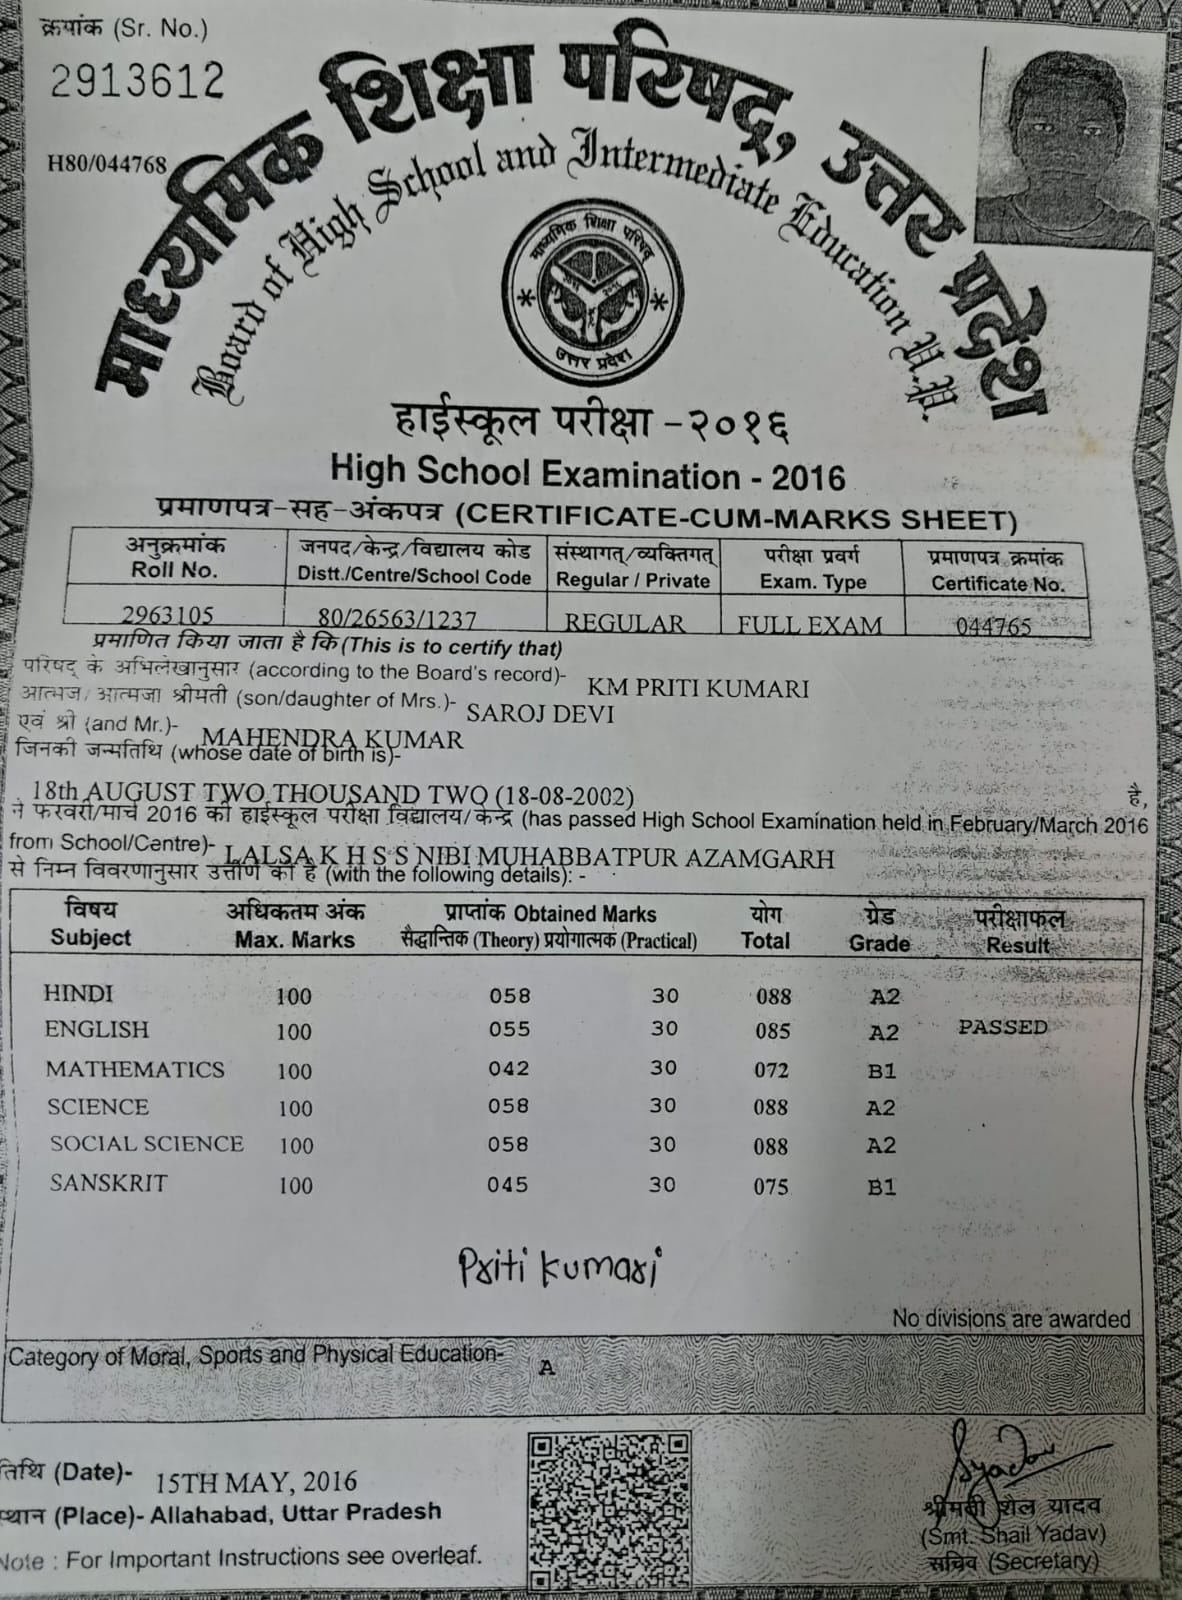 क्रमांक (Sr. No.)
2913612
H80/044768
माध्यमिक शिक्षा परिषद्, उत्तर प्रदेश
Board of High School and Intermediate Education U.P.
माध्यमिक शिक्षा परिषद्
उत्तर प्रदेश
हाईस्कूल परीक्षा - २०१६
High School Examination - 2016
प्रमाणपत्र-सह-अंकपत्र (CERTIFICATE-CUM-MARKS SHEET)
अनुक्रमांक जनपद/केन्द्र/विद्यालय कोड संस्थागत्/व्यक्तिगत् परीक्षा प्रवर्ग प्रमाणपत्र क्रमांक
Roll No. Distt./Centre/School Code Regular / Private Exam. Type Certificate No.
2963105 80/26563/1237 REGULAR FULL EXAM 044765
प्रमाणित किया जाता है कि (This is to certify that)
परिषद् के अभिलेखानुसार (according to the Board's record)- KM PRITI KUMARI
आत्मज/आत्मजा श्रीमती (son/daughter of Mrs.)- SAROJ DEVI
एवं श्री (and Mr.)- MAHENDRA KUMAR
जिनकी जन्मतिथि (whose date of birth is)-
18th AUGUST TWO THOUSAND TWO (18-08-2002) है,
ने फरवरी/मार्च 2016 की हाईस्कूल परीक्षा विद्यालय/केन्द्र (has passed High School Examination held in February/March 2016
from School/Centre)- LALSA K H S S NIBI MUHABBATPUR AZAMGARH
से निम्न विवरणानुसार उत्तीर्ण की है (with the following details): -
विषय अधिकतम अंक प्राप्तांक Obtained Marks योग ग्रेड परीक्षाफल
Subject Max. Marks सैद्धान्तिक (Theory) प्रयोगात्मक (Practical) Total Grade Result
HINDI 100 058 30 088 A2
ENGLISH 100 055 30 085 A2 PASSED
MATHEMATICS 100 042 30 072 B1
SCIENCE 100 058 30 088 A2
SOCIAL SCIENCE 100 058 30 088 A2
SANSKRIT 100 045 30 075 B1
Priti kumari
No divisions are awarded
Category of Moral, Sports and Physical Education- A
तिथि (Date)- 15TH MAY, 2016
स्थान (Place)- Allahabad, Uttar Pradesh
Note : For Important Instructions see overleaf.
Syadav
श्रीमती शैल यादव
(Smt. Shail Yadav)
सचिव (Secretary)